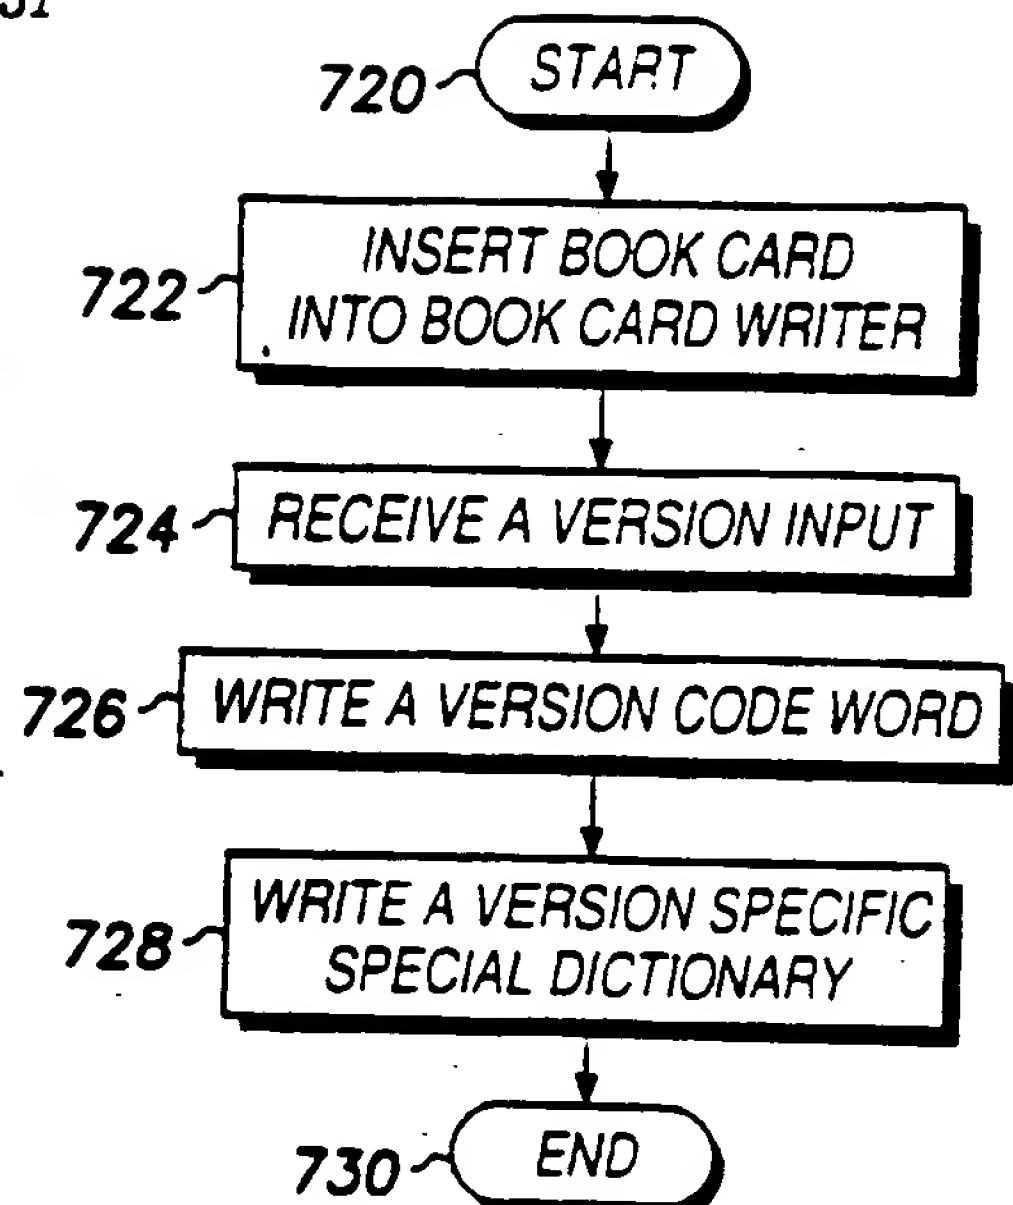 720
START
722
INSERT BOOK CARD
INTO BOOK CARD WRITER
724
RECEIVE A VERSION INPUT
726
WRITE A VERSION CODE WORD
728
WRITE A VERSION SPECIFIC
SPECIAL DICTIONARY
730
END